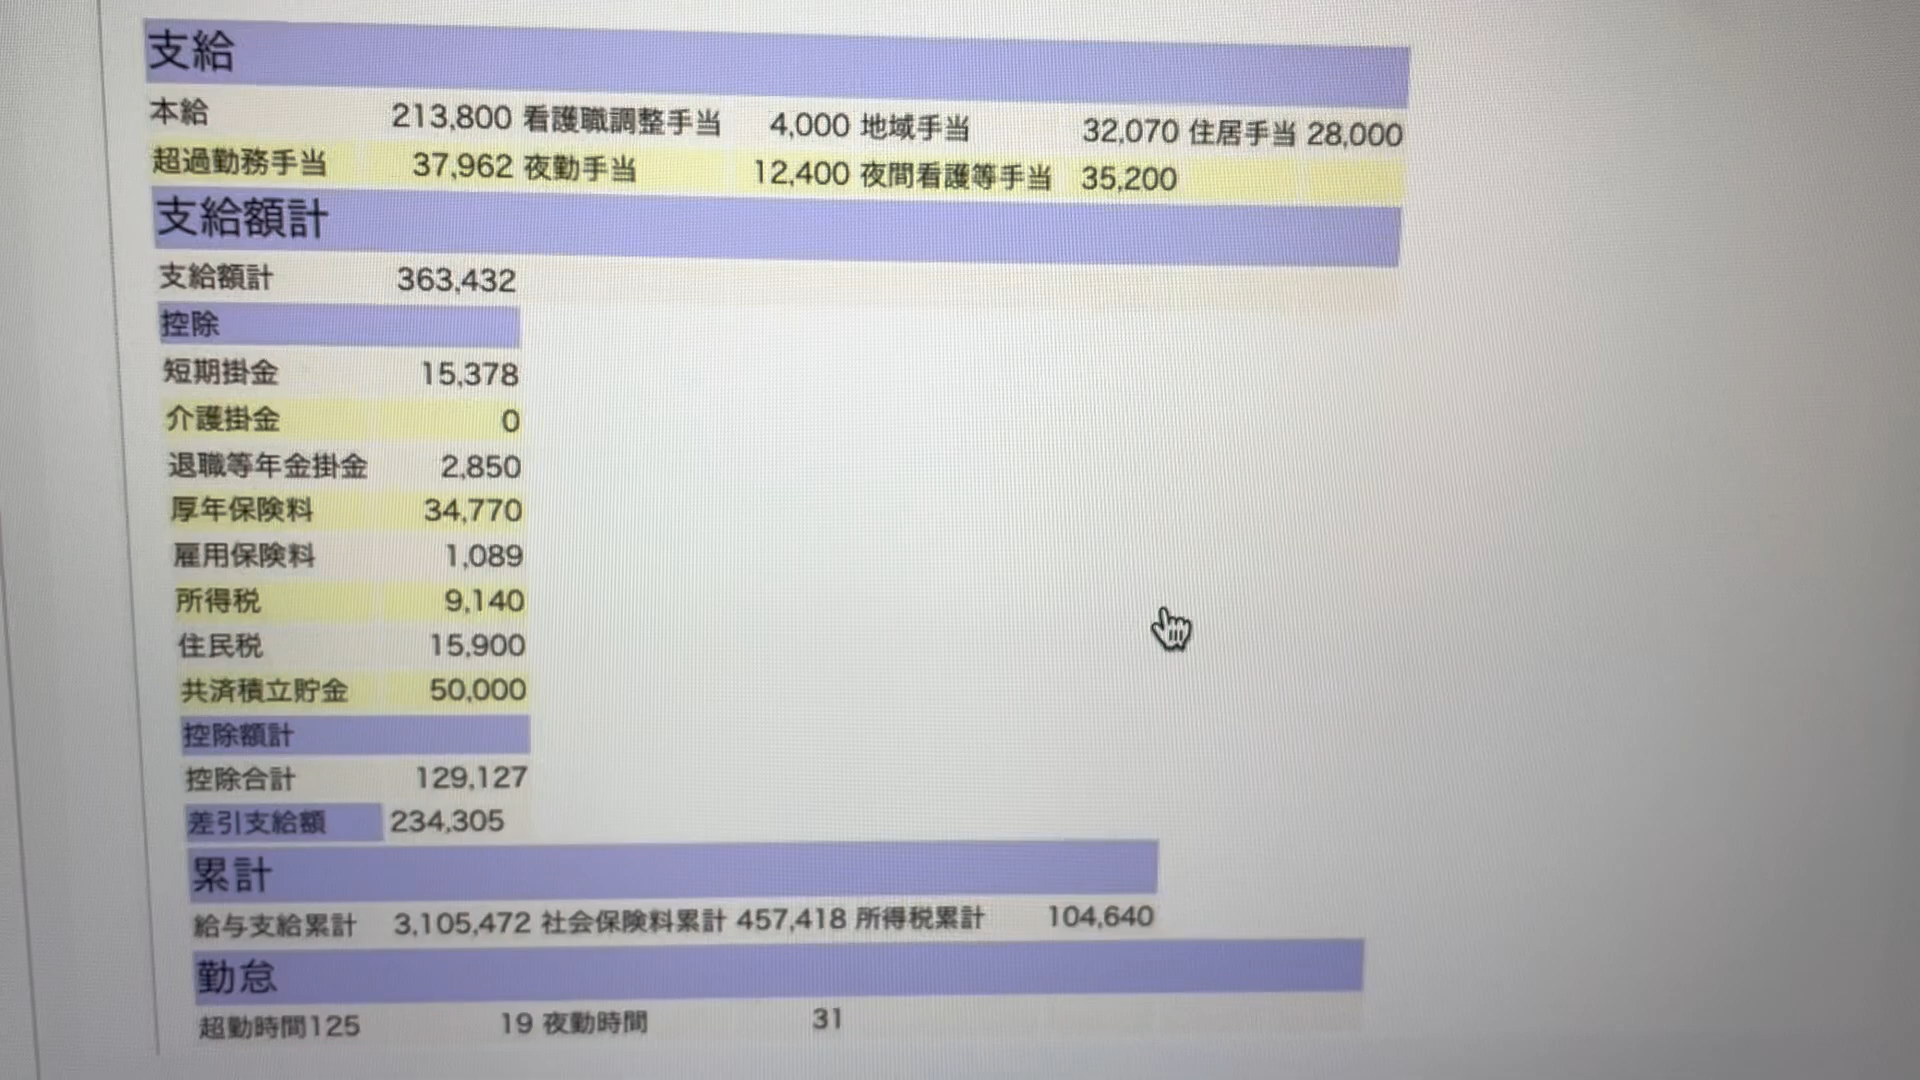 支給
本給 213,800 看護職調整手当 4,000 地域手当 32,070 住居手当 28,000
超過勤務手当 37,962 夜勤手当 12,400 夜間看護等手当 35,200
支給額計
支給額計 363,432
控除
短期掛金 15,378
介護掛金 0
退職等年金掛金 2,850
厚年保険料 34,770
雇用保険料 1,089
所得税 9,140
住民税 15,900
共済積立貯金 50,000
控除額計
控除合計 129,127
差引支給額 234,305
累計
給与支給累計 3,105,472 社会保険料累計 457,418 所得税累計 104,640
勤怠
超勤時間125 19 夜勤時間 31